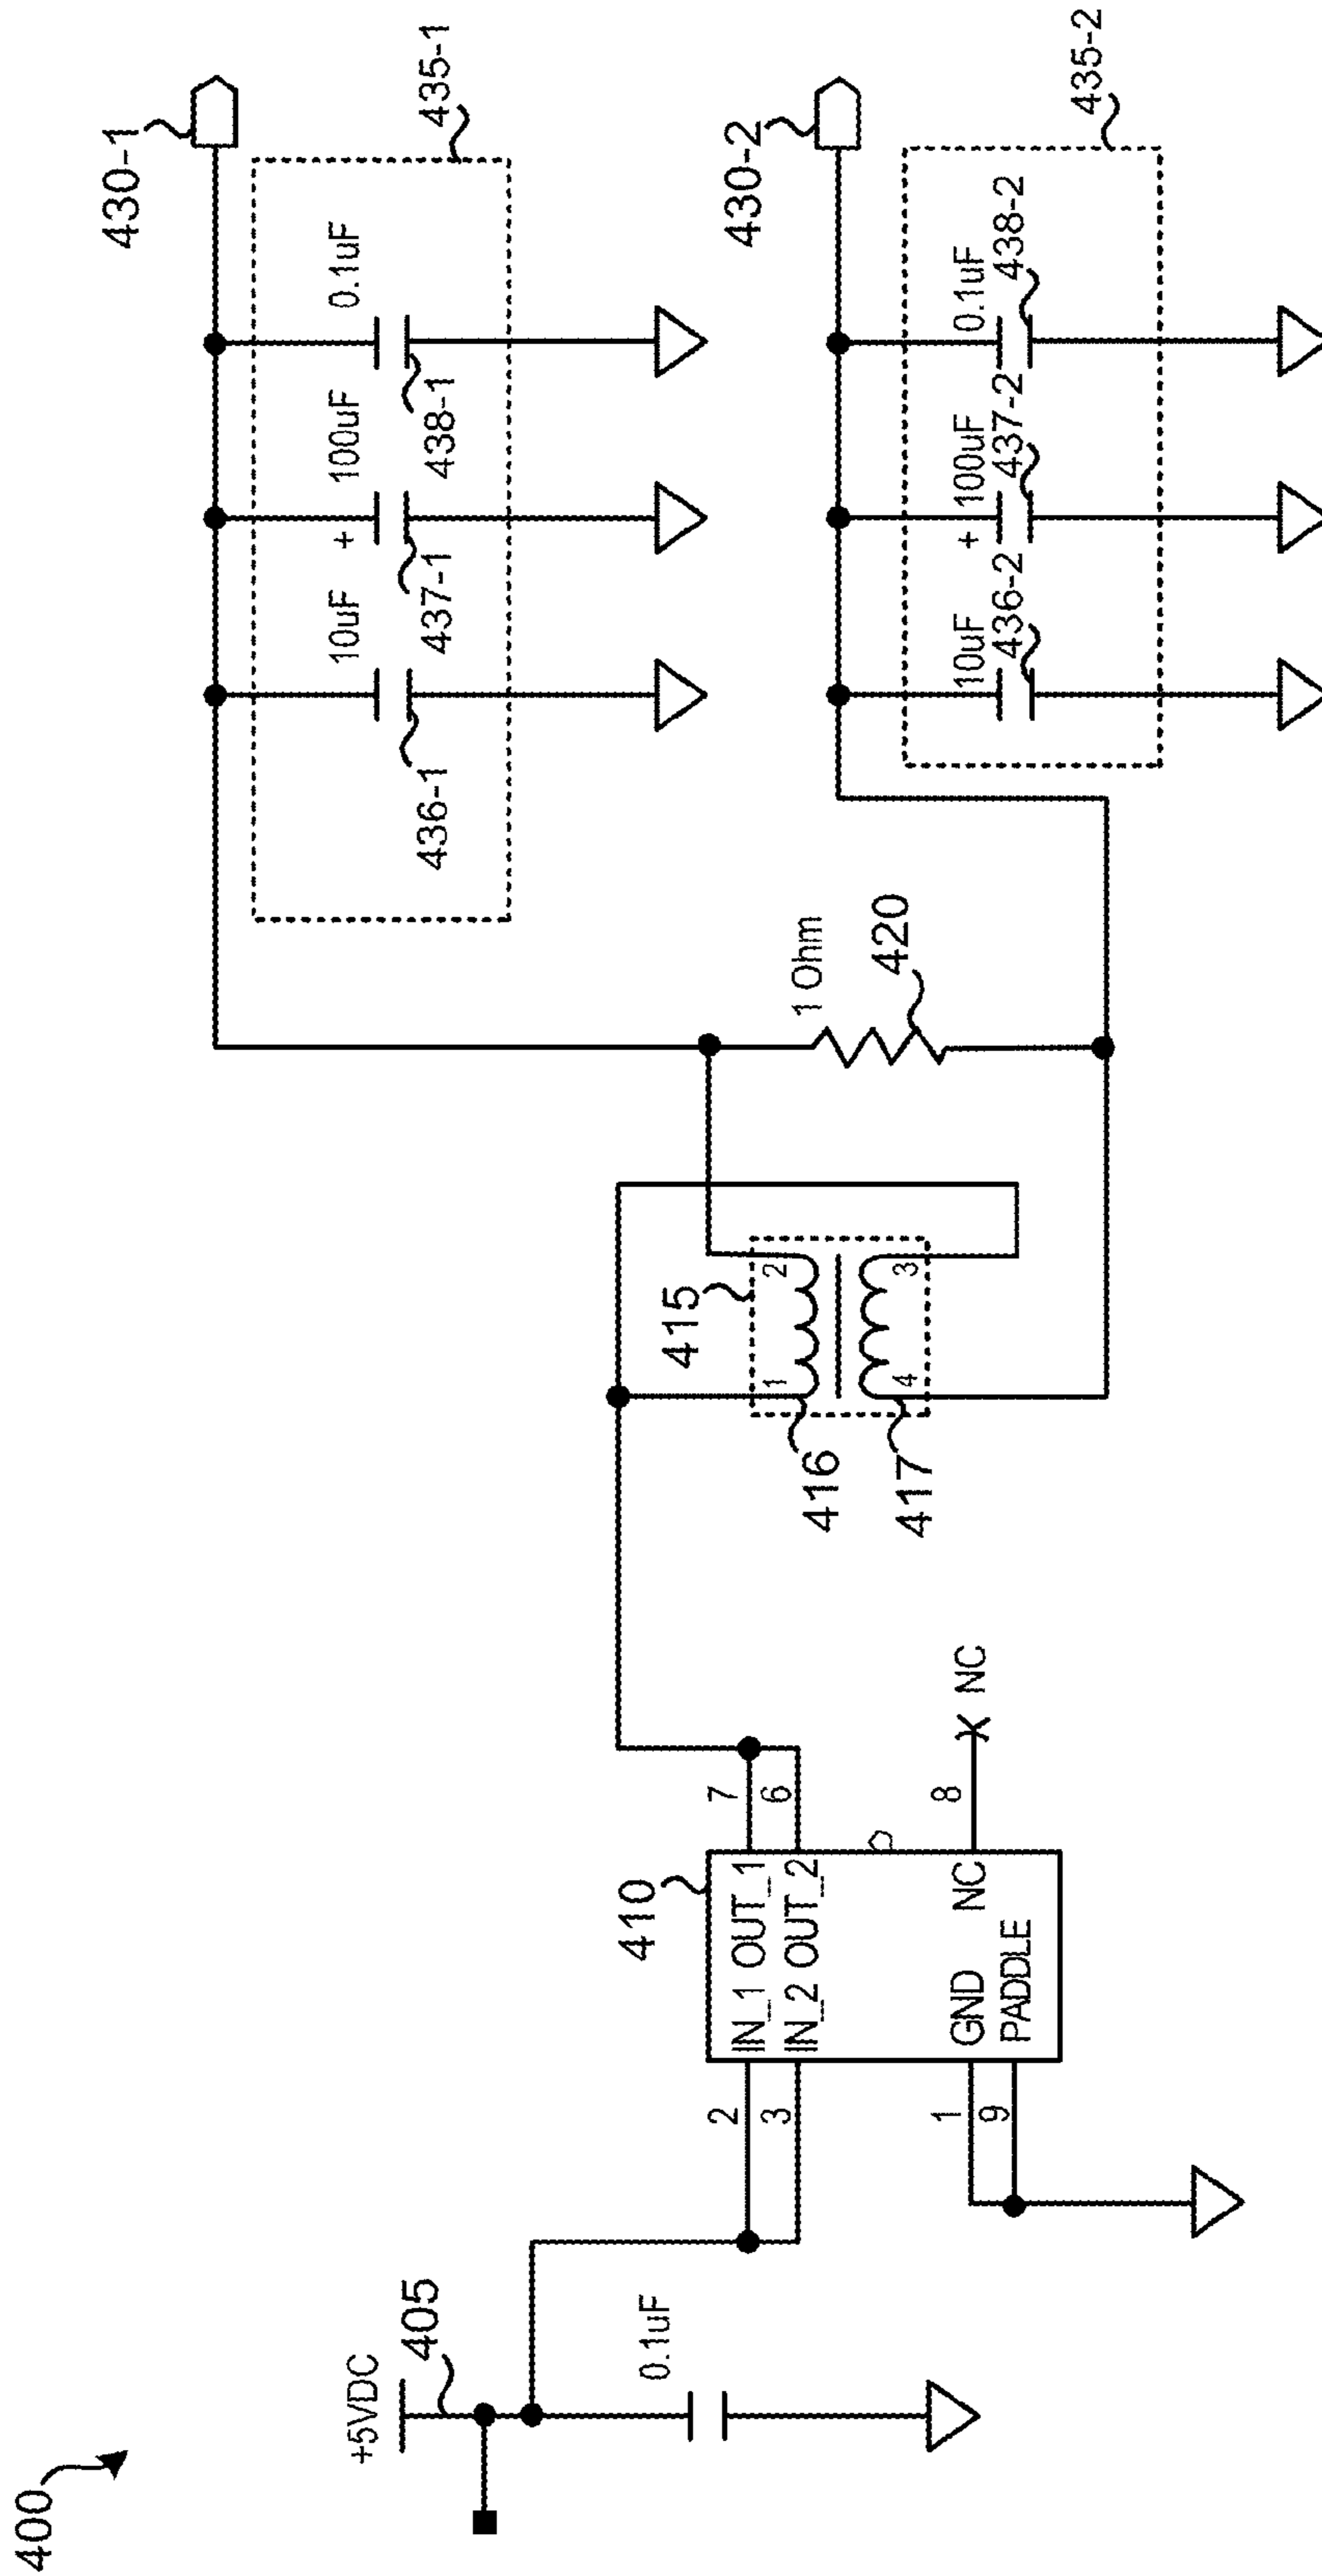 400
+5VDC
405
0.1uF
2
3
1
9
410
IN_1 OUT_1
IN_2 OUT_2
GND NC
PADDLE
7
6
8
NC
415
1
2
3
4
416
417
1 Ohm
420
430-1
435-1
10uF
+
100uF
0.1uF
436-1
437-1
438-1
430-2
435-2
10uF
+
100uF
0.1uF
436-2
437-2
438-2